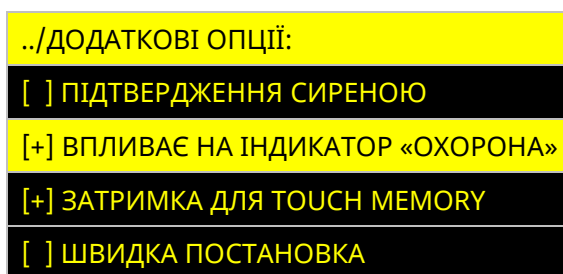 ../ДОДАТКОВІ ОПЦІЇ:
[ ] ПІДТВЕРДЖЕННЯ СИРЕНОЮ
[+] ВПЛИВАЄ НА ІНДИКАТОР «ОХОРОНА»
[+] ЗАТРИМКА ДЛЯ TOUCH MEMORY
[ ] ШВИДКА ПОСТАНОВКА